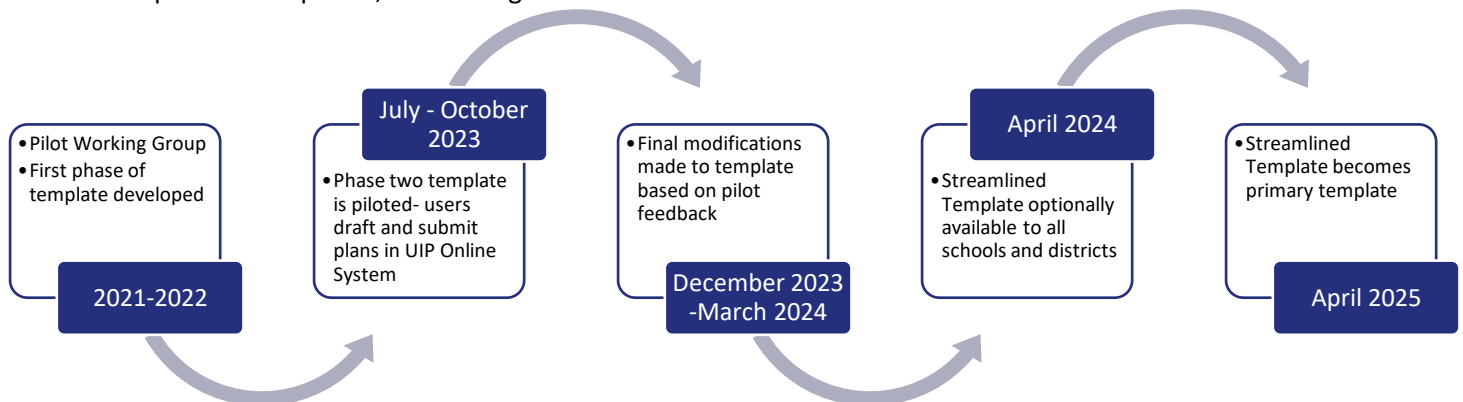 • Pilot Working Group
• First phase of
template developed
2021-2022
July - October
2023
• Phase two template
is piloted- users
draft and submit
plans in UIP Online
System
• Final modifications
made to template
based on pilot
feedback
December 2023
-March 2024
April 2024
• Streamlined
Template optionally
available to all
schools and districts
• Streamlined
Template becomes
primary template
April 2025